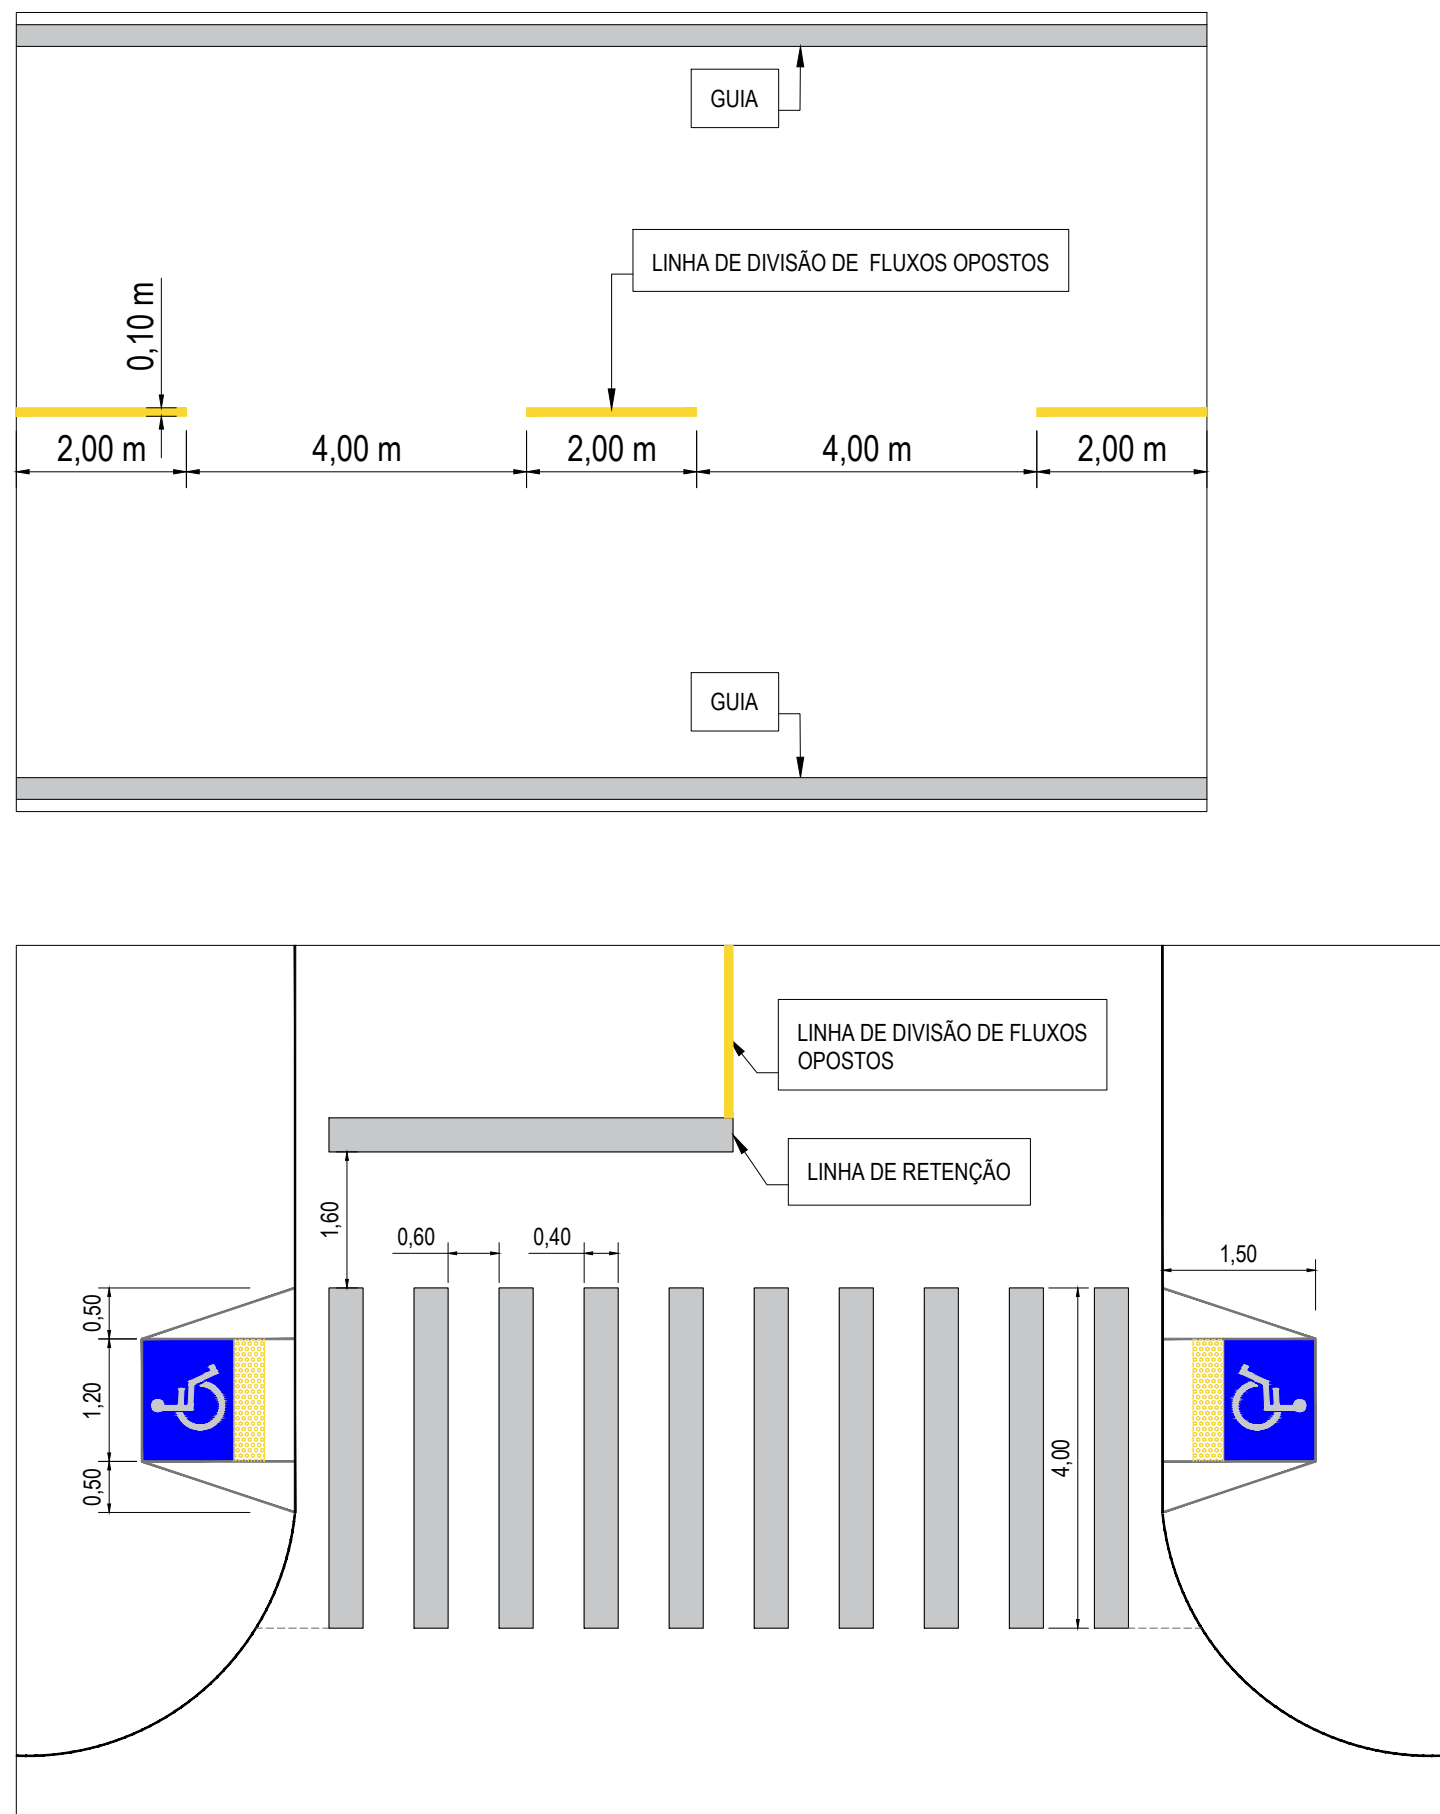 GUIA
LINHA DE DIVISÃO DE FLUXOS OPOSTOS
0,10 m
2,00 m
4,00 m
2,00 m
4,00 m
2,00 m
GUIA
LINHA DE DIVISÃO DE FLUXOS
OPOSTOS
LINHA DE RETENÇÃO
1,60
0,60
0,40
1,50
0,50
1,20
0,50
4,00